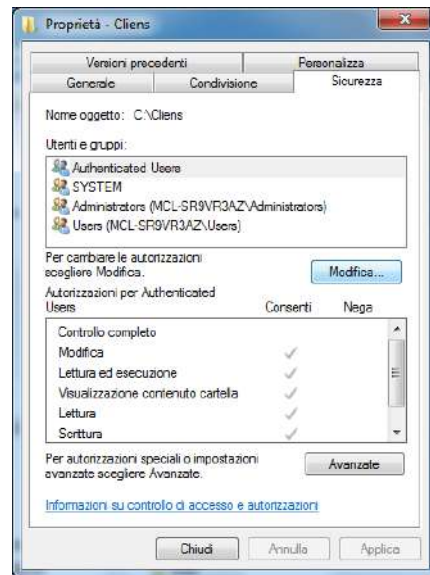 Proprietà - Cliens
Versioni precedenti
Personalizza
Generale
Condivisione
Sicurezza
Nome oggetto: C:\Cliens
Utenti e gruppi:
Authenticated Users
SYSTEM
Administrators (MCL-SR9VR3AZ\Administrators)
Users (MCL-SR9VR3AZ\Users)
Per cambiare le autorizzazioni
scegliere Modifica.
Modifica...
Autorizzazioni per Authenticated
Users
Consenti
Nega
Controllo completo
Modifica
Lettura ed esecuzione
Visualizzazione contenuto cartella
Lettura
Scrittura
Per autorizzazioni speciali o impostazioni
avanzate scegliere Avanzate.
Avanzate
Informazioni su controllo di accesso e autorizzazioni
Chiudi
Annulla
Applica